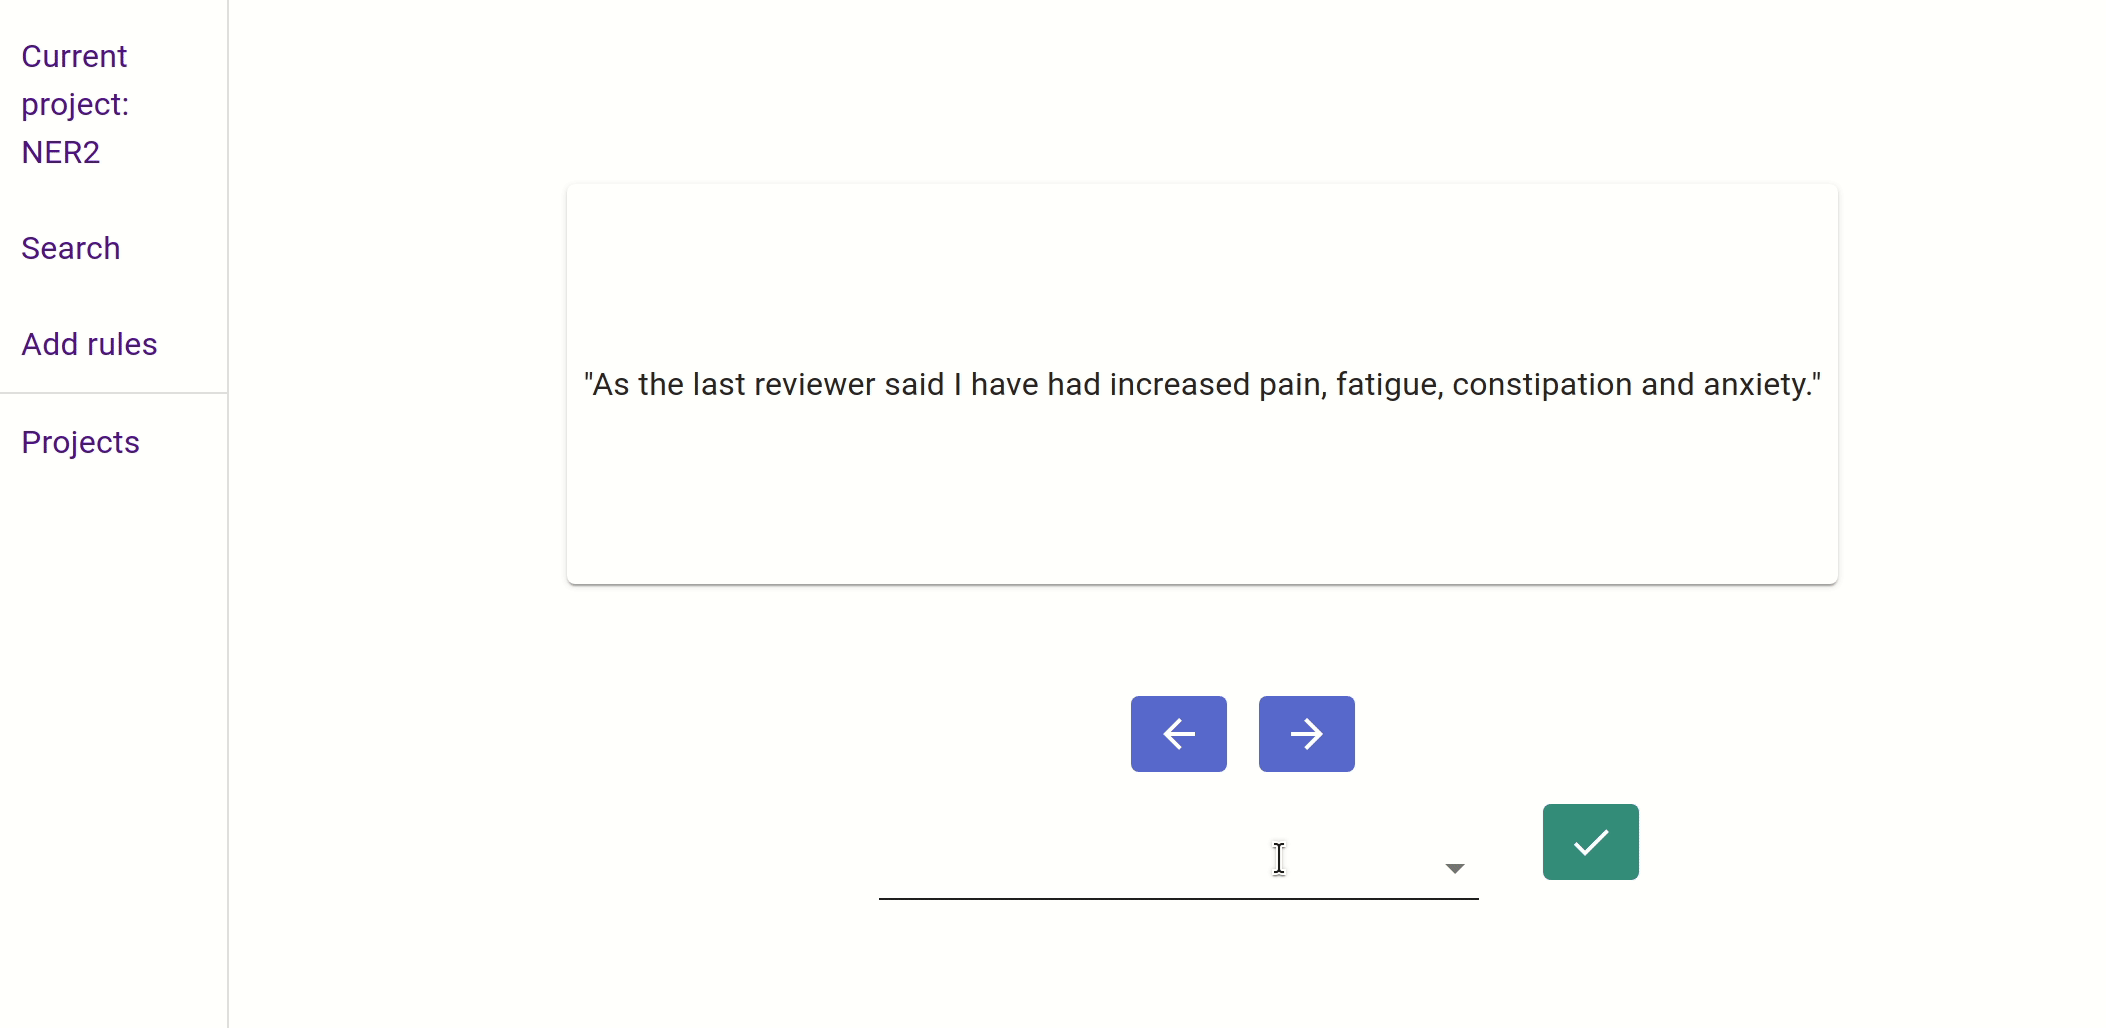 Current
project:
NER2
Search
Add rules
Projects
"As the last reviewer said I have had increased pain, fatigue, constipation and anxiety."